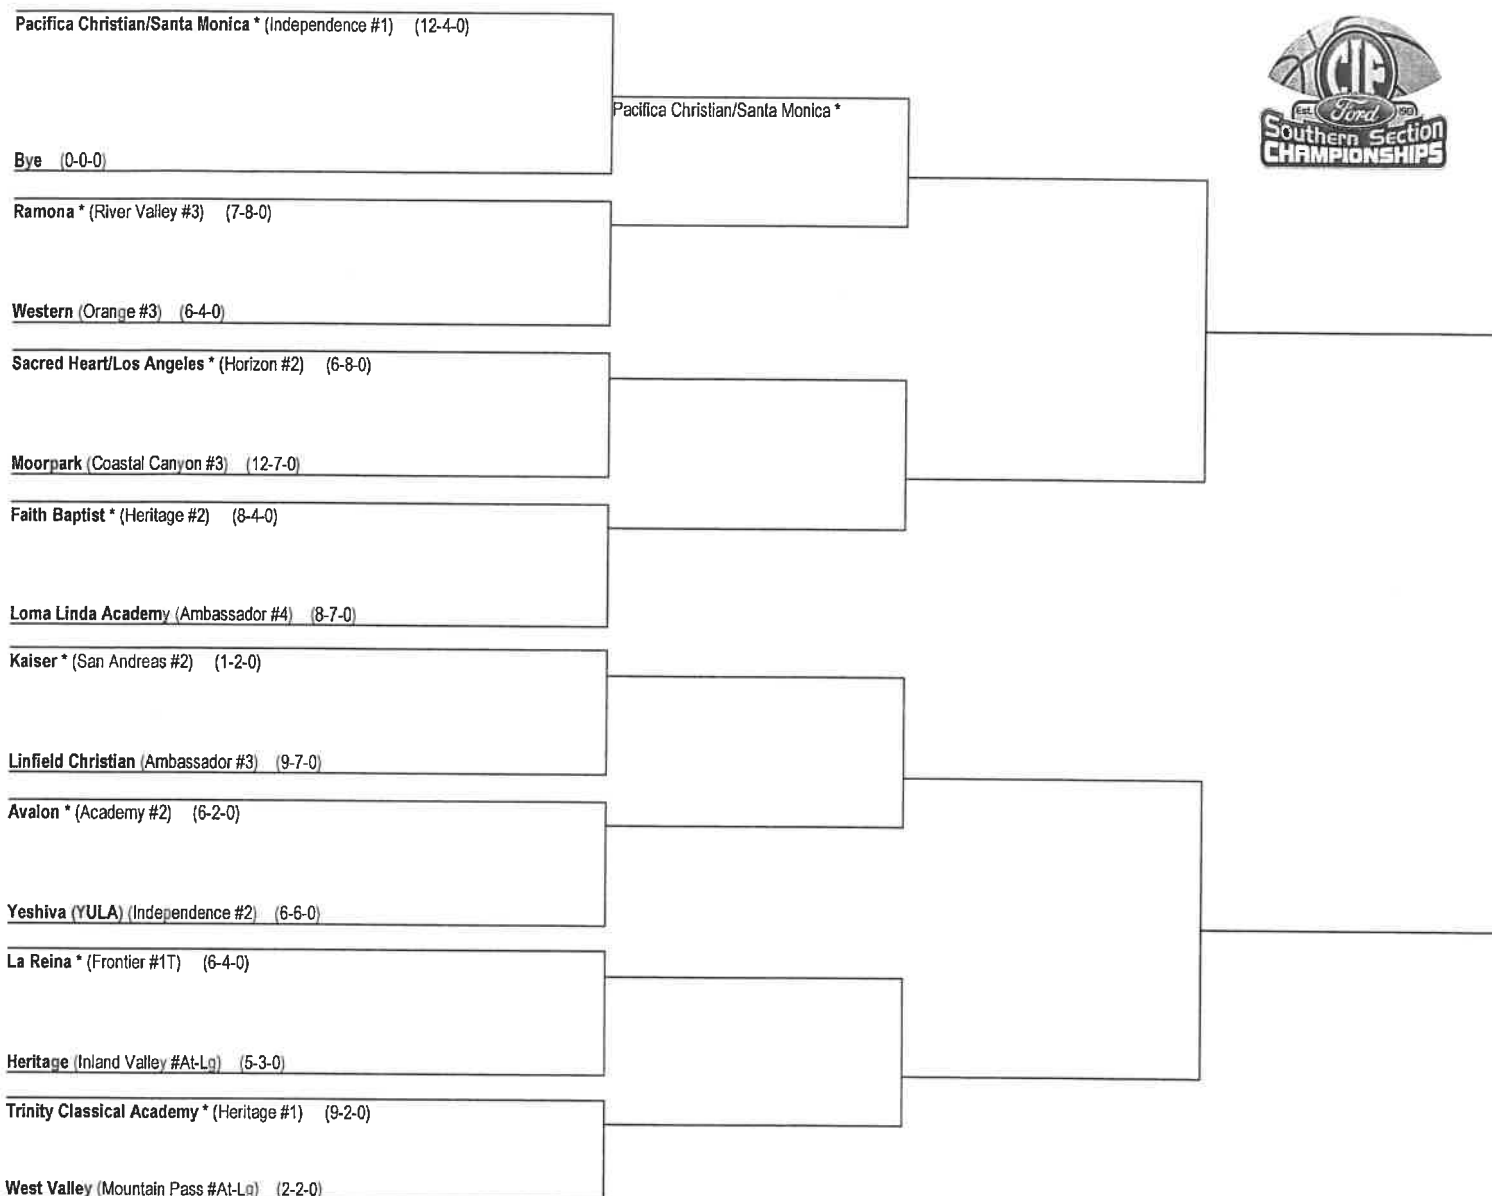 Pacifica Christian/Santa Monica * (Independence #1) (12-4-0)
Pacifica Christian/Santa Monica *
Bye (0-0-0)
Ramona * (River Valley #3) (7-8-0)
Western (Orange #3) (6-4-0)
Sacred Heart/Los Angeles * (Horizon #2) (6-8-0)
Moorpark (Coastal Canyon #3) (12-7-0)
Faith Baptist * (Heritage #2) (8-4-0)
Loma Linda Academy (Ambassador #4) (8-7-0)
Kaiser * (San Andreas #2) (1-2-0)
Linfield Christian (Ambassador #3) (9-7-0)
Avalon * (Academy #2) (6-2-0)
Yeshiva (YULA) (Independence #2) (6-6-0)
La Reina * (Frontier #1T) (6-4-0)
Heritage (Inland Valley #At-Lg) (5-3-0)
Trinity Classical Academy * (Heritage #1) (9-2-0)
West Valley (Mountain Pass #At-Lg) (2-2-0)
CIF
Est. Ford
Southern Section
CHAMPIONSHIPS